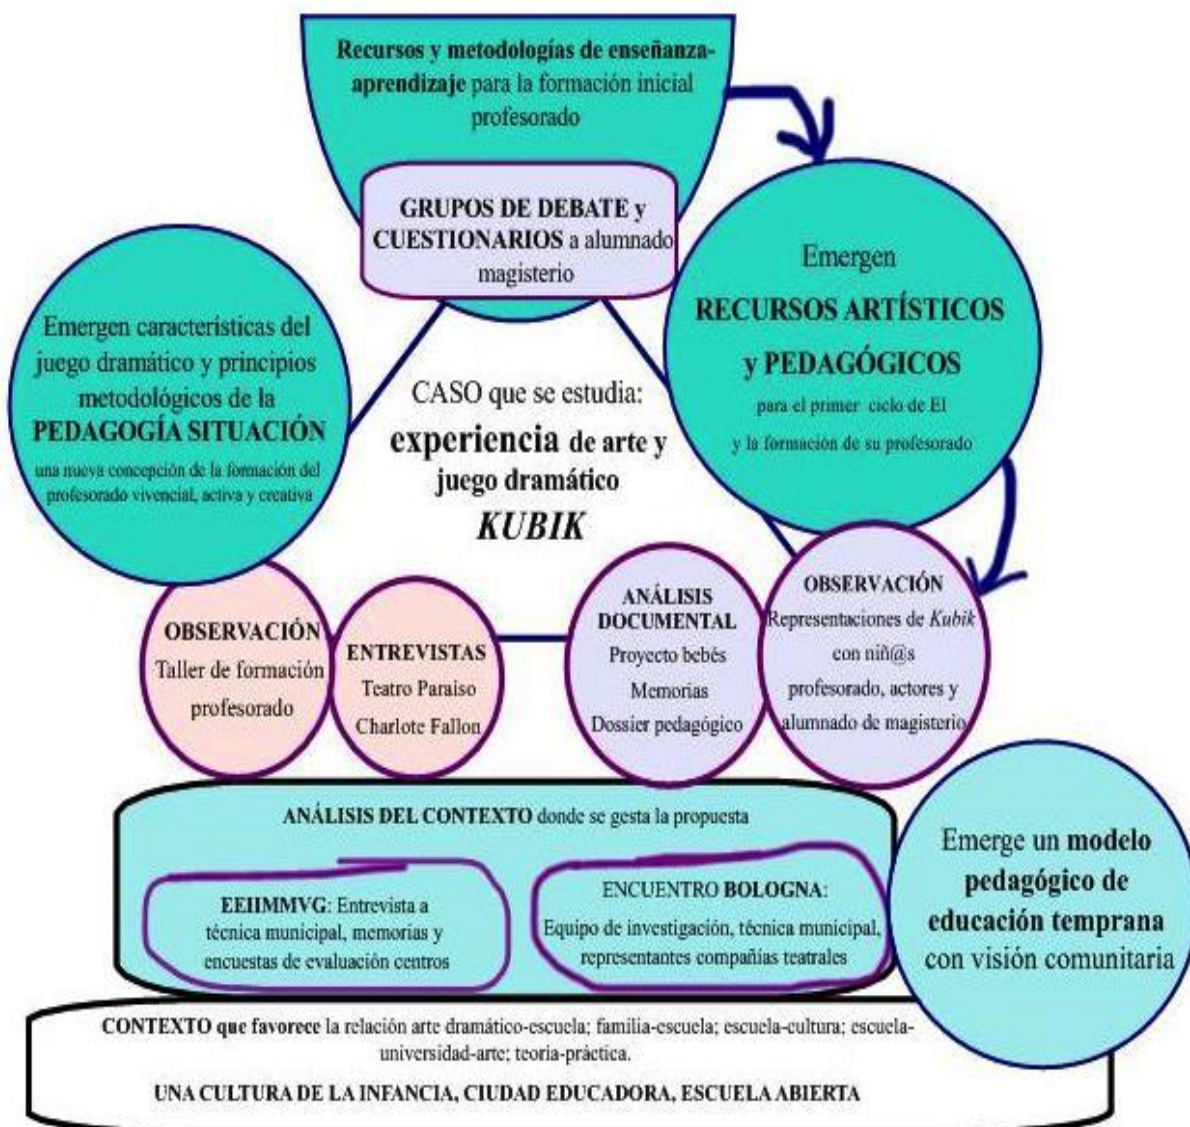 Recursos y metodologías de enseñanza-
aprendizaje para la formación inicial
profesorado
GRUPOS DE DEBATE y
CUESTIONARIOS a alumnado
magisterio
Emergen
RECURSOS ARTÍSTICOS
y PEDAGÓGICOS
para el primer ciclo de EI
y la formación de su profesorado
Emergen características del
juego dramático y principios
metodológicos de la
PEDAGOGÍA SITUACIÓN
una nueva concepción de la formación del
profesorado vivencial, activa y creativa
CASO que se estudia:
experiencia de arte y
juego dramático
KUBIK
OBSERVACIÓN
Taller de formación
profesorado
ENTREVISTAS
Teatro Paraiso
Charlote Fallon
ANÁLISIS
DOCUMENTAL
Proyecto bebés
Memorias
Dossier pedagógico
OBSERVACIÓN
Representaciones de Kubik
con niñ@s
profesorado, actores y
alumnado de magisterio
ANÁLISIS DEL CONTEXTO donde se gesta la propuesta
EEIIMMVG: Entrevista a
técnica municipal, memorias y
encuestas de evaluación centros
ENCUENTRO BOLOGNA:
Equipo de investigación, técnica municipal,
representantes compañías teatrales
Emerge un modelo
pedagógico de
educación temprana
con visión comunitaria
CONTEXTO que favorece la relación arte dramático-escuela; familia-escuela; escuela-cultura; escuela-
universidad-arte; teoría-práctica.
UNA CULTURA DE LA INFANCIA, CIUDAD EDUCADORA, ESCUELA ABIERTA